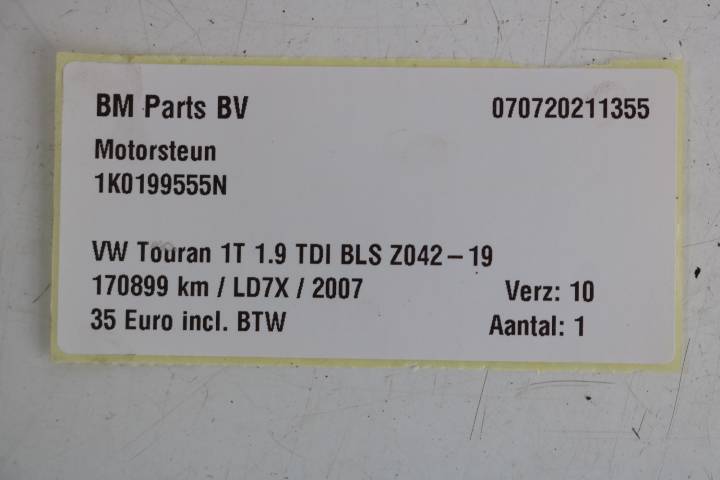 BM Parts BV 070720211355
Motorsteun
1K0199555N
VW Touran 1T 1.9 TDI BLS Z042-19
170899 km / LD7X / 2007 Verz: 10
35 Euro incl. BTW Aantal: 1